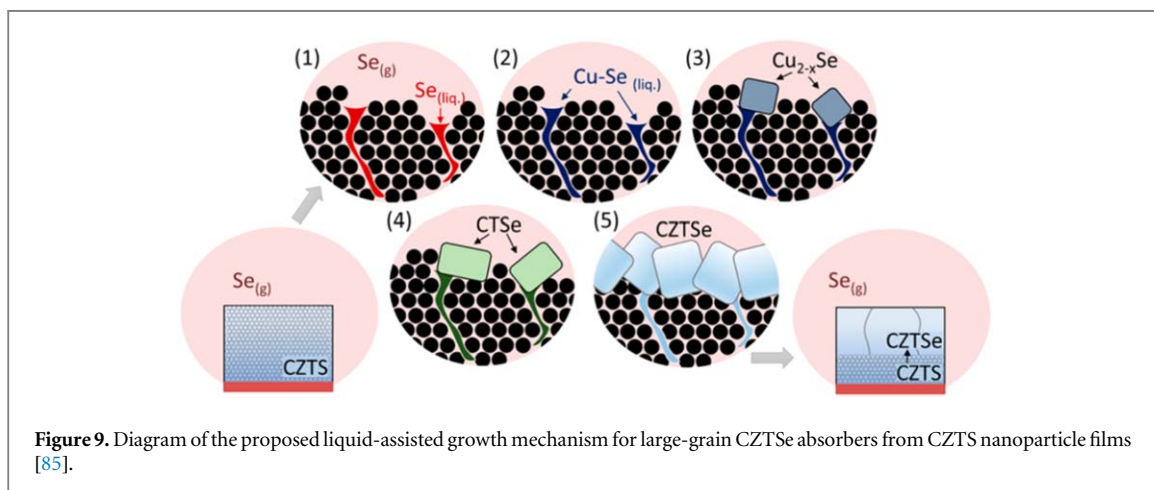 (1)
Se(g)
Se(liq.)
(2)
Cu-Se (liq.)
(3)
Cu2-xSe
(4)
CTSe
(5)
CZTSe
Se(g)
CZTS
Se(g)
CZTSe
CZTS
Figure 9. Diagram of the proposed liquid-assisted growth mechanism for large-grain CZTSe absorbers from CZTS nanoparticle films
[85].